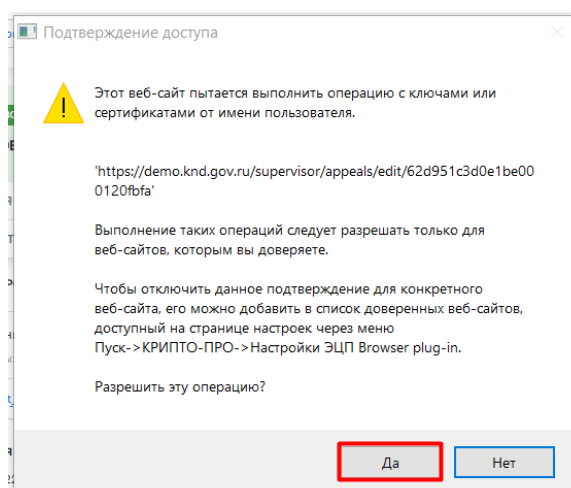 Подтверждение доступа
Этот веб-сайт пытается выполнить операцию с ключами или
сертификатами от имени пользователя.
'https://demo.knd.gov.ru/supervisor/appeals/edit/62d951c3d0e1be00
0120fbfa'
Выполнение таких операций следует разрешать только для
веб-сайтов, которым вы доверяете.
Чтобы отключить данное подтверждение для конкретного
веб-сайта, его можно добавить в список доверенных веб-сайтов,
доступный на странице настроек через меню
Пуск->КРИПТО-ПРО->Настройки ЭЦП Browser plug-in.
Разрешить эту операцию?
Да
Нет